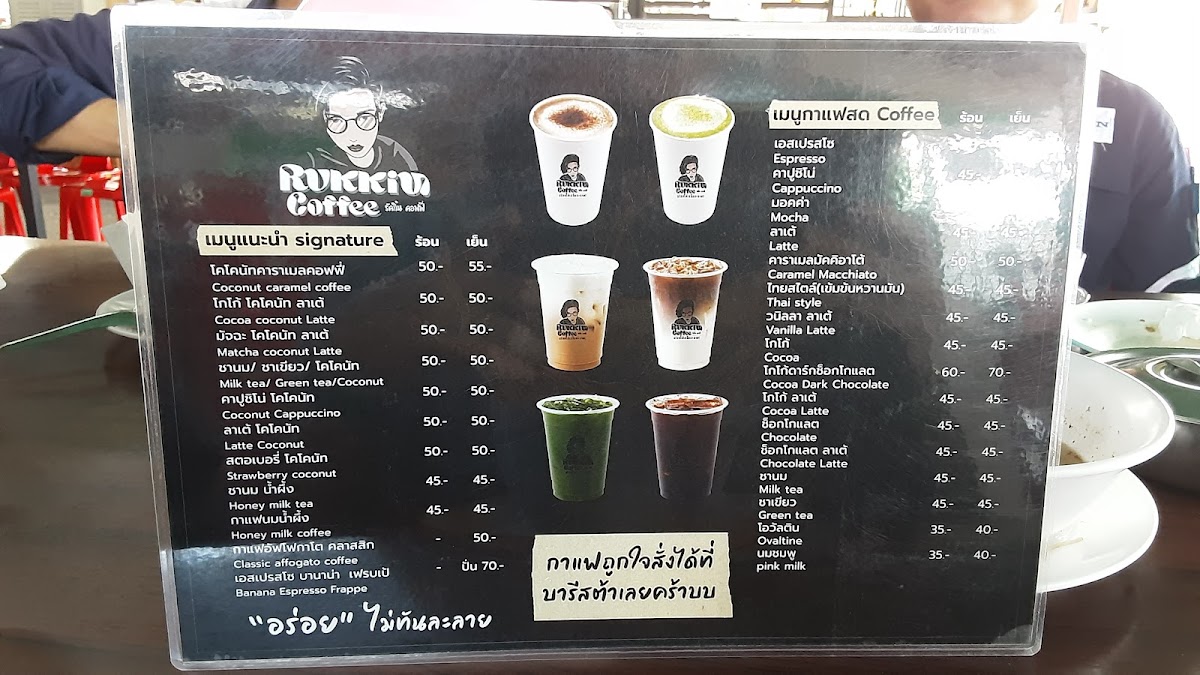 RUKKIN
Coffee รักกิ๋น คอฟฟี่
เมนูแนะนำ signature ร้อน เย็น
โคโคนัทคาราเมลคอฟฟี่ 50.- 55.-
Coconut caramel coffee
โกโก้ โคโคนัท ลาเต้ 50.- 50.-
Cocoa coconut Latte
มัจฉะ โคโคนัท ลาเต้ 50.- 50.-
Matcha coconut Latte
ชานม/ ชาเขียว/ โคโคนัท 50.- 50.-
Milk tea/ Green tea/Coconut
คาปูชิโน่ โคโคนัท 50.- 50.-
Coconut Cappuccino
ลาเต้ โคโคนัท 50.- 50.-
Latte Coconut
สตอเบอรี่ โคโคนัท 50.- 50.-
Strawberry coconut
ชานม น้ำผึ้ง 45.- 45.-
Honey milk tea
กาแฟนมน้ำผึ้ง 45.- 45.-
Honey milk coffee
กาแฟอัฟโฟกาโต คลาสสิก - 50.-
Classic affogato coffee
เอสเปรสโซ บานาน่า เฟรบเป้ - ปั่น 70.-
Banana Espresso Frappe
"อร่อย" ไม่ทันละลาย
กาแฟถูกใจสั่งได้ที่
บารีสต้าเลยคร้าบบ
เมนูกาแฟสด Coffee ร้อน เย็น
เอสเปรสโซ
Espresso
คาปูชิโน่ 45.-
Cappuccino
มอคค่า
Mocha
ลาเต้ 45.- 45.-
Latte
คาราเมลมัคคิอาโต้ 50.- 50.-
Caramel Macchiato
ไทยสไตล์(เข้มข้นหวานมัน) 45.- 45.-
Thai style
วนิลลา ลาเต้ 45.- 45.-
Vanilla Latte
โกโก้ 45.- 45.-
Cocoa
โกโก้ดาร์กช็อกโกแลต 60.- 70.-
Cocoa Dark Chocolate
โกโก้ ลาเต้ 45.- 45.-
Cocoa Latte
ช็อกโกแลต 45.- 45.-
Chocolate
ช็อกโกแลต ลาเต้ 45.- 45.-
Chocolate Latte
ชานม 45.- 45.-
Milk tea
ชาเขียว 45.- 45.-
Green tea
โอวัลติน 35.- 40.-
Ovaltine
นมชมพู 35.- 40.-
pink milk